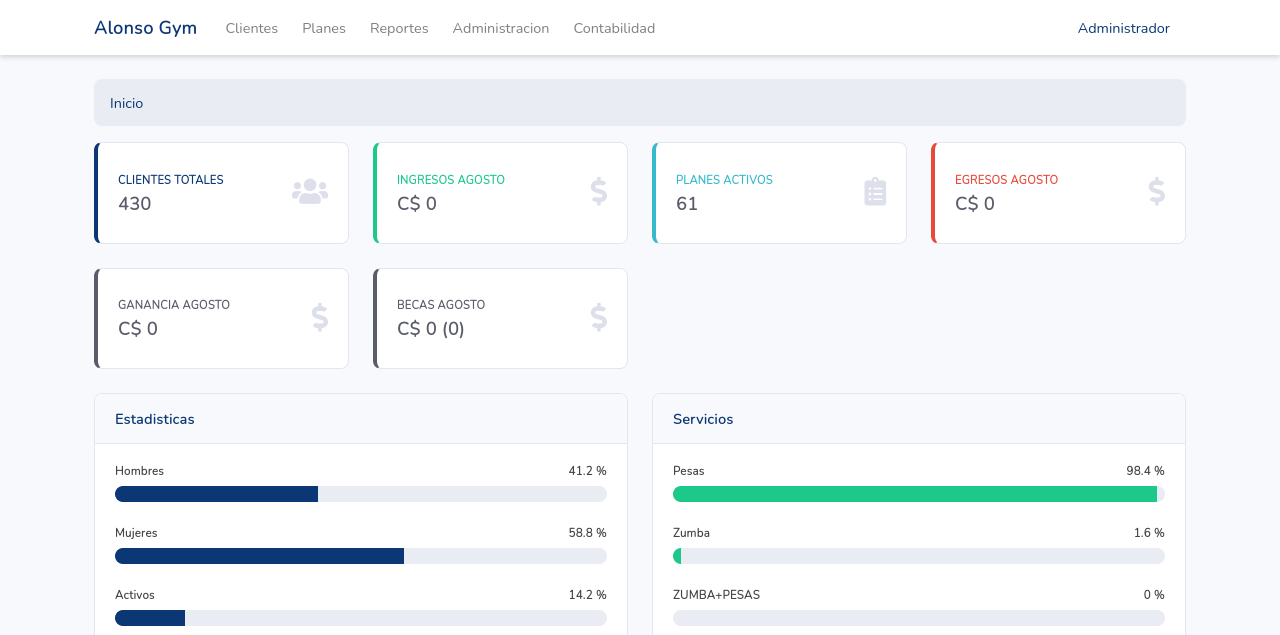 Alonso Gym Clientes Planes Reportes Administracion Contabilidad Administrador
Inicio
CLIENTES TOTALES
430
INGRESOS AGOSTO
C$ 0
PLANES ACTIVOS
61
EGRESOS AGOSTO
C$ 0
GANANCIA AGOSTO
C$ 0
BECAS AGOSTO
C$ 0 (0)
Estadisticas
Hombres 41.2 %
Mujeres 58.8 %
Activos 14.2 %
Servicios
Pesas 98.4 %
Zumba 1.6 %
ZUMBA+PESAS 0 %